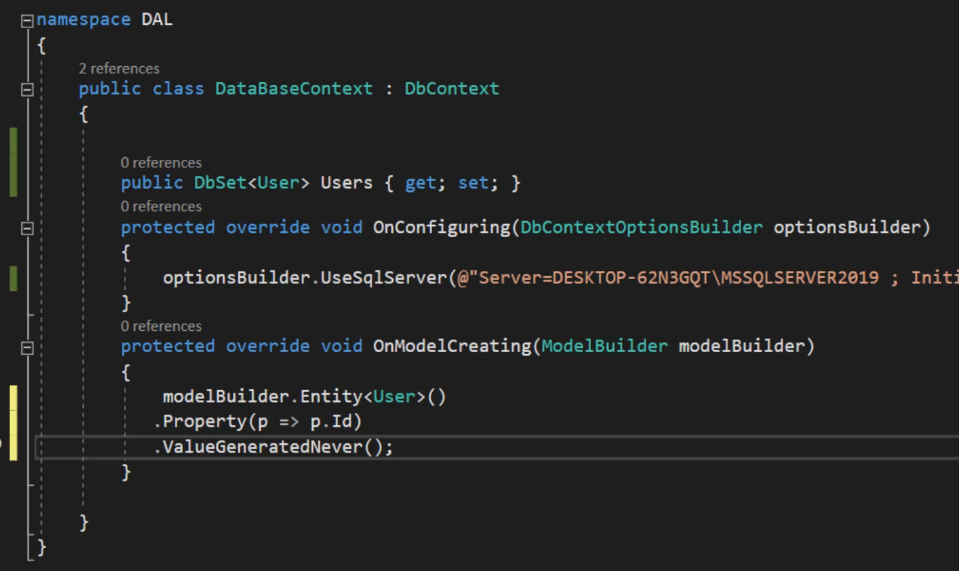 namespace DAL
{
2 references
public class DataBaseContext : DbContext
{
0 references
public DbSet<User> Users { get; set; }
0 references
protected override void OnConfiguring(DbContextOptionsBuilder optionsBuilder)
{
optionsBuilder.UseSqlServer(@"Server=DESKTOP-62N3GQT\MSSQLSERVER2019 ; Initi
}
0 references
protected override void OnModelCreating(ModelBuilder modelBuilder)
{
modelBuilder.Entity<User>()
.Property(p => p.Id)
.ValueGeneratedNever();
}
}
}